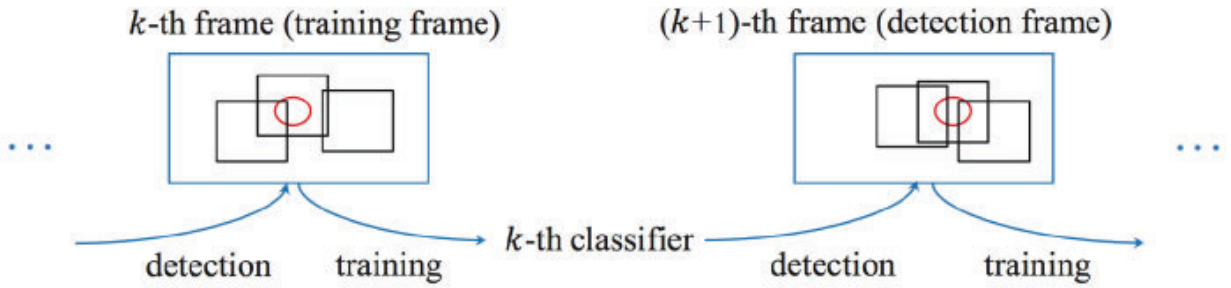 k-th frame (training frame)
(k+1)-th frame (detection frame)
...
...
k-th classifier
detection
training
detection
training